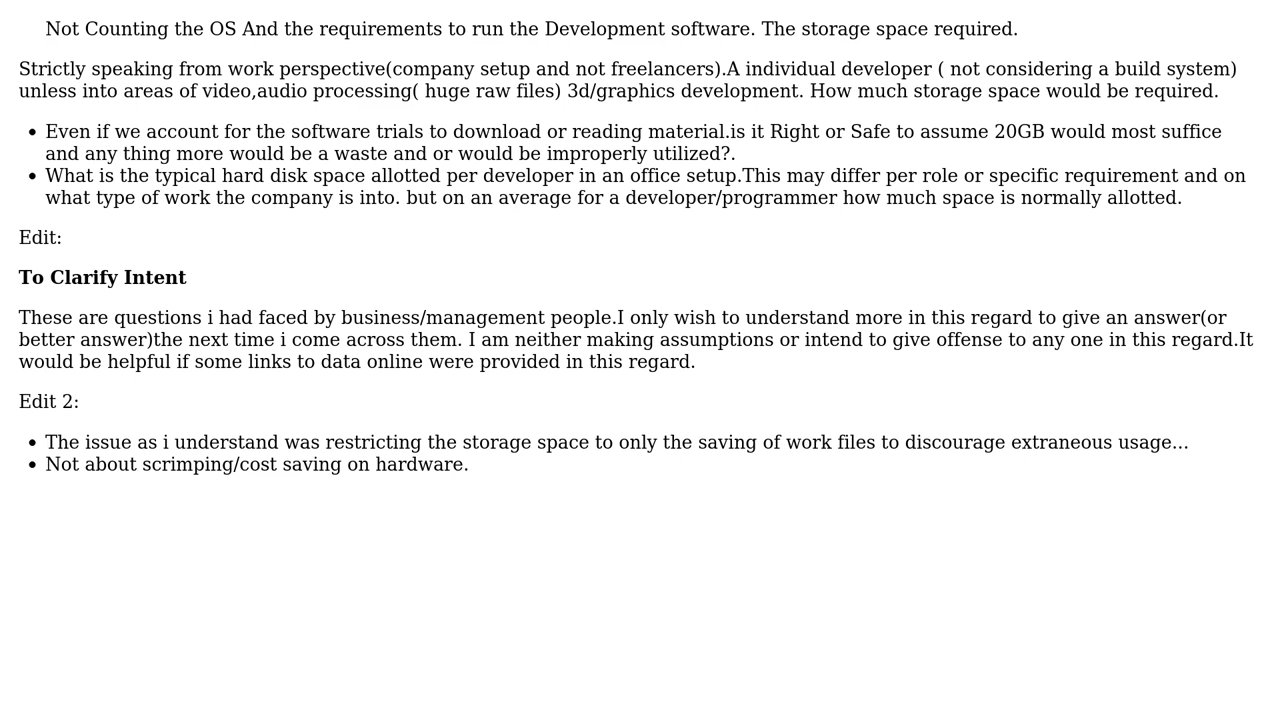 Not Counting the OS And the requirements to run the Development software. The storage space required.
Strictly speaking from work perspective(company setup and not freelancers).A individual developer ( not considering a build system)
unless into areas of video,audio processing( huge raw files) 3d/graphics development. How much storage space would be required.
• Even if we account for the software trials to download or reading material.is it Right or Safe to assume 20GB would most suffice
and any thing more would be a waste and or would be improperly utilized?.
• What is the typical hard disk space allotted per developer in an office setup.This may differ per role or specific requirement and on
what type of work the company is into. but on an average for a developer/programmer how much space is normally allotted.
Edit:
To Clarify Intent
These are questions i had faced by business/management people.I only wish to understand more in this regard to give an answer(or
better answer)the next time i come across them. I am neither making assumptions or intend to give offense to any one in this regard.It
would be helpful if some links to data online were provided in this regard.
Edit 2:
• The issue as i understand was restricting the storage space to only the saving of work files to discourage extraneous usage...
• Not about scrimping/cost saving on hardware.